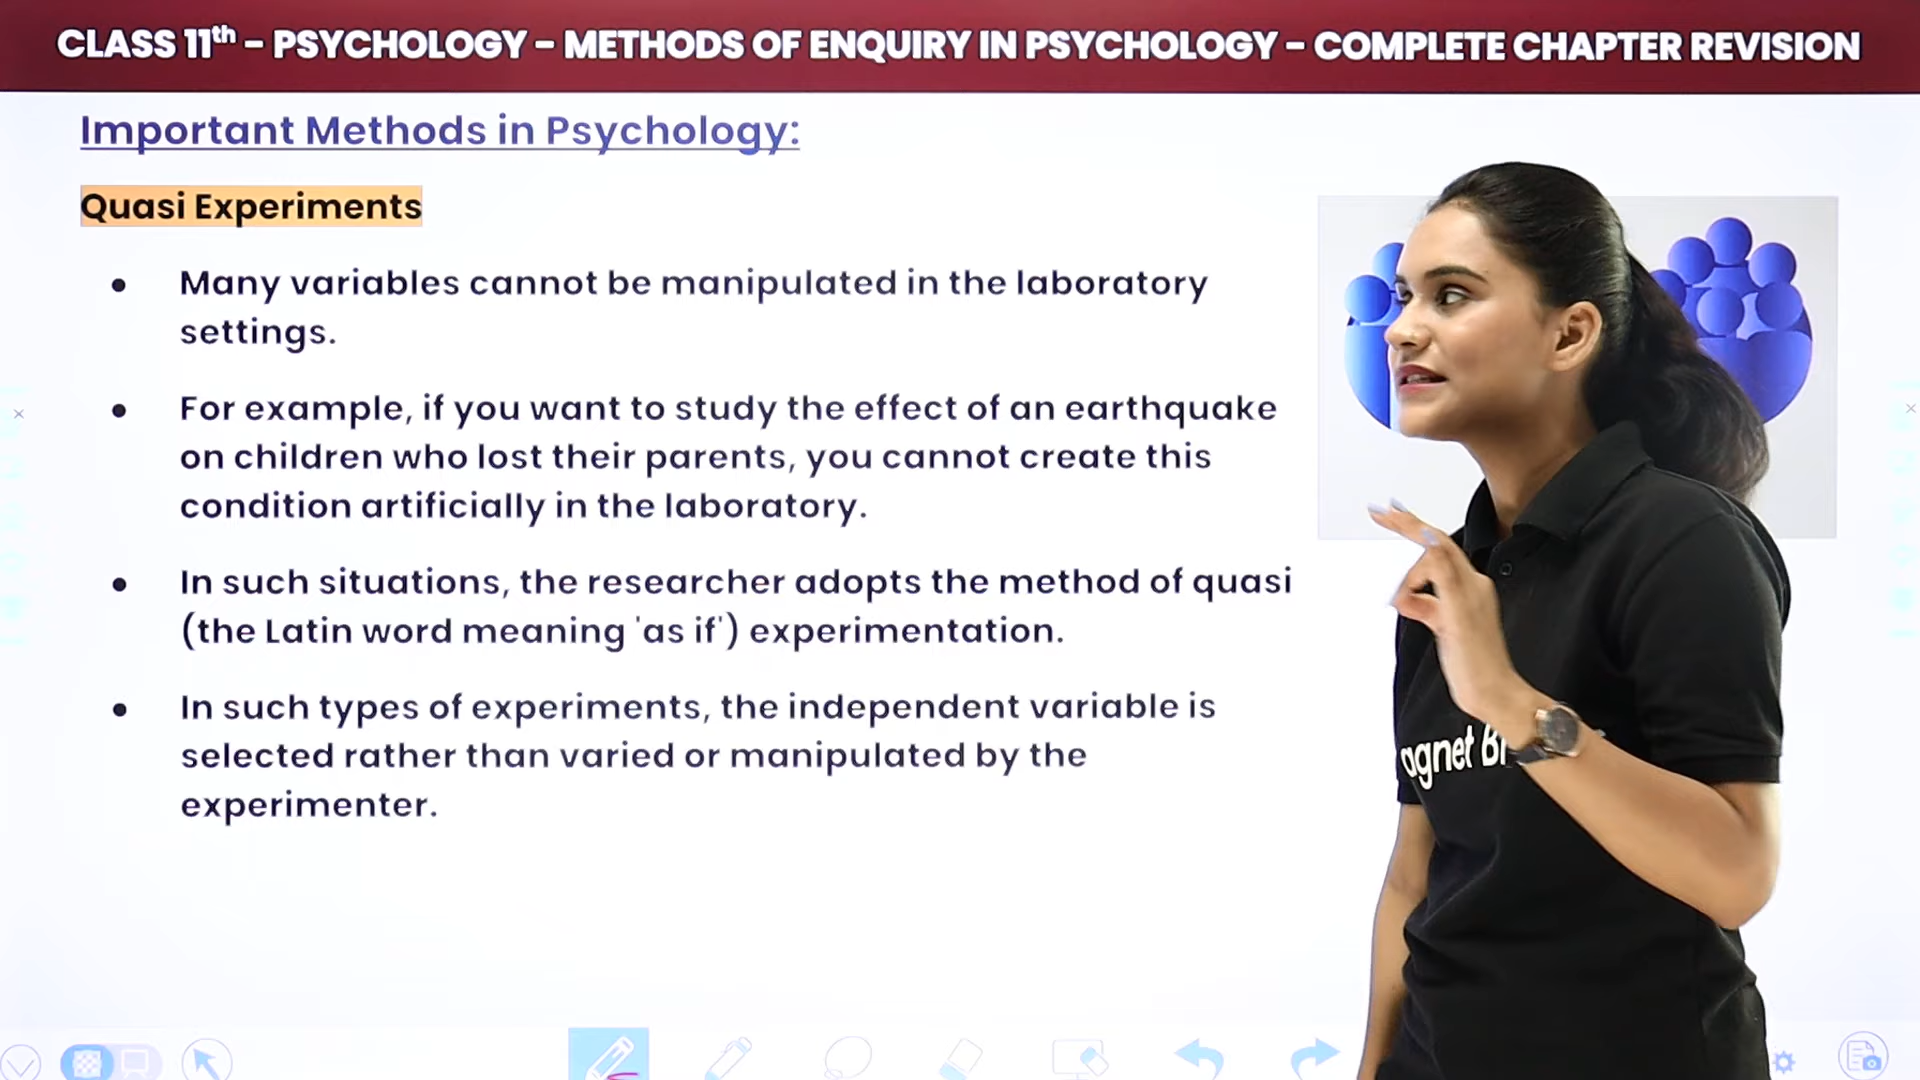 CLASS 11th – PSYCHOLOGY – METHODS OF ENQUIRY IN PSYCHOLOGY – COMPLETE CHAPTER REVISION
Important Methods in Psychology:
Quasi Experiments
● Many variables cannot be manipulated in the laboratory
settings.
● For example, if you want to study the effect of an earthquake
on children who lost their parents, you cannot create this
condition artificially in the laboratory.
● In such situations, the researcher adopts the method of quasi
(the Latin word meaning 'as if') experimentation.
● In such types of experiments, the independent variable is
selected rather than varied or manipulated by the
experimenter.
agnet B